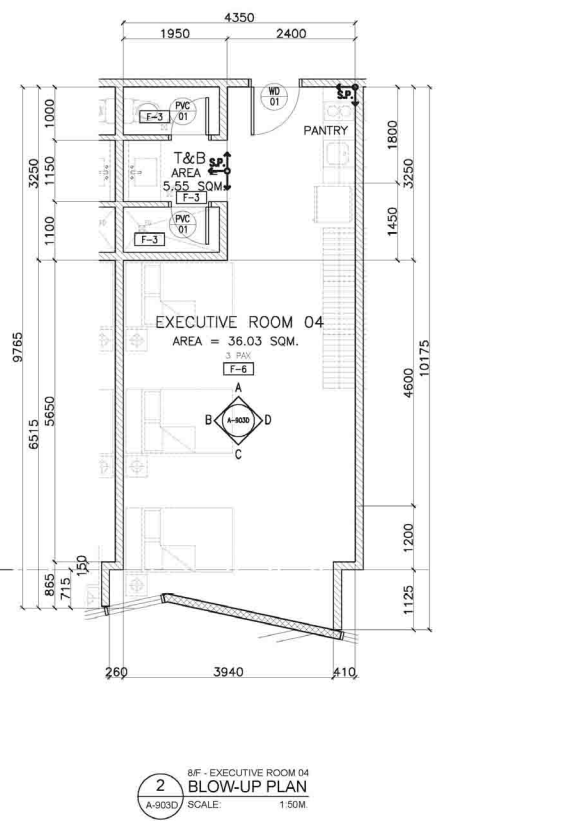 4350
1950
2400
WD
01
PVC
01
F-3
S.P.
PANTRY
1000
1800
T&B
AREA
5.55 SQM.
S.P.
F-3
1150
3250
3250
PVC
01
F-3
1100
1450
EXECUTIVE ROOM 04
AREA = 36.03 SQM.
3 PAX
F-6
A
B
A-903D
D
C
9765
6515
5650
4600
10175
1200
150
865
715
1125
260
3940
410
2
A-903D
8/F - EXECUTIVE ROOM 04
BLOW-UP PLAN
SCALE: 1:50M.